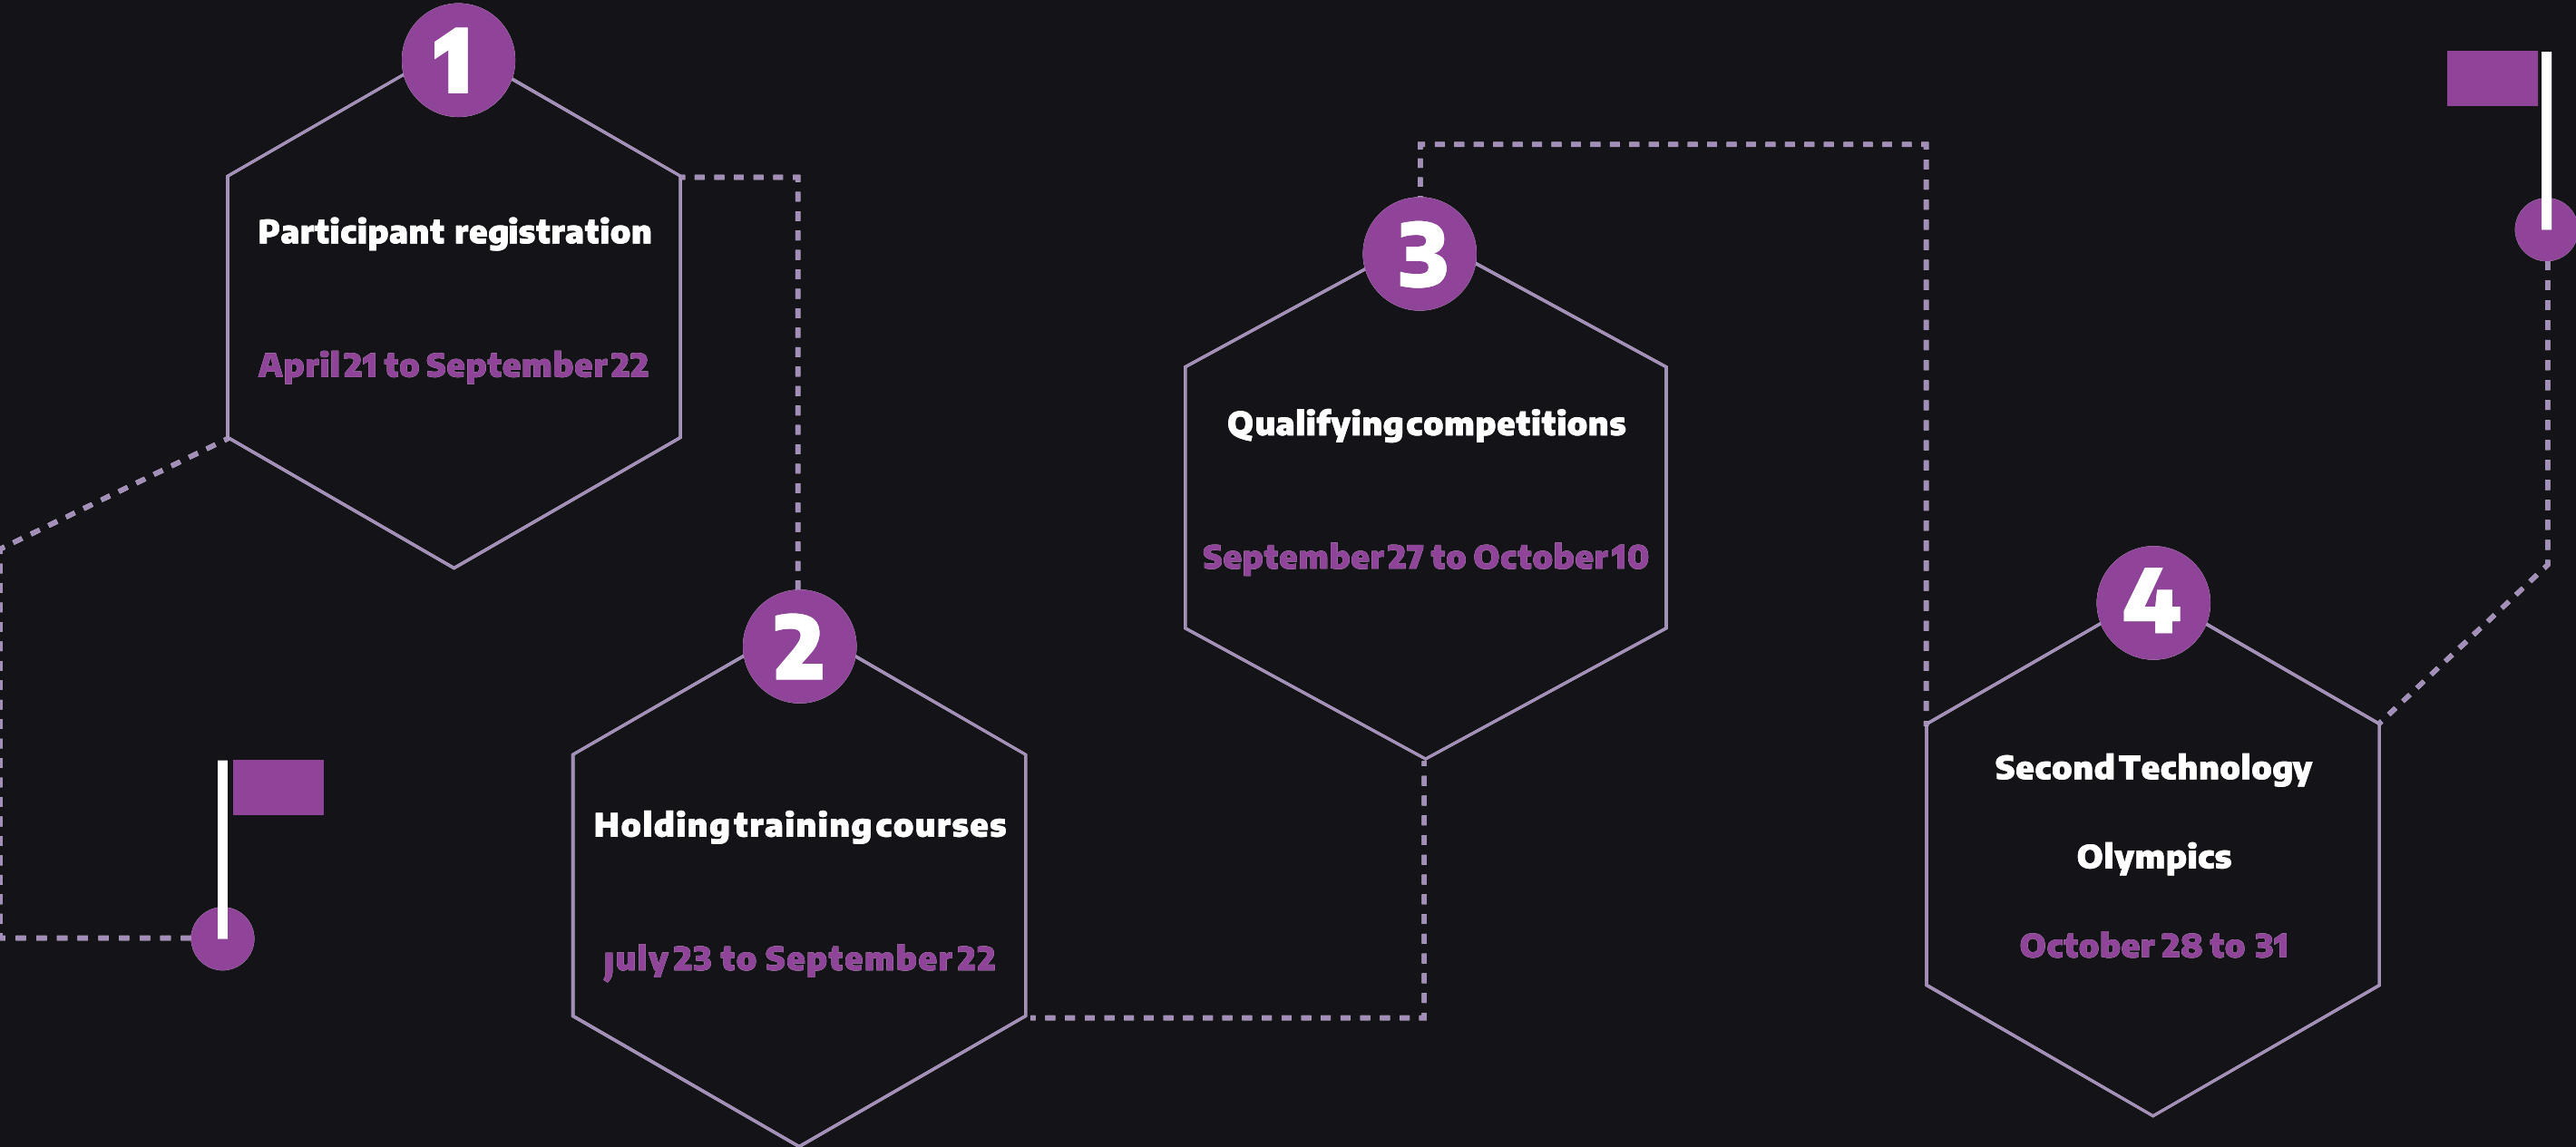 1
Participant registration
April 21 to September 22
2
Holding training courses
july 23 to September 22
3
Qualifying competitions
September 27 to October 10
4
Second Technology
Olympics
October 28 to 31